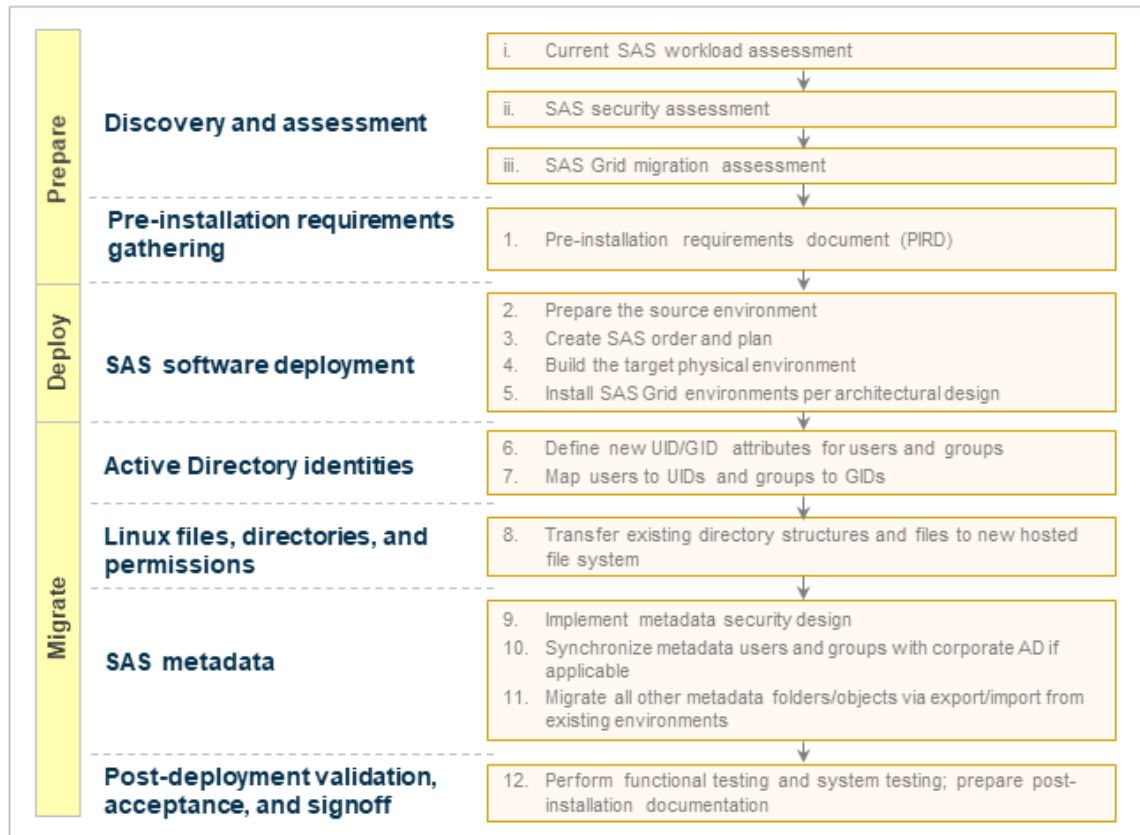 Prepare
Discovery and assessment
i. Current SAS workload assessment
ii. SAS security assessment
iii. SAS Grid migration assessment
Pre-installation requirements
gathering
1. Pre-installation requirements document (PIRD)
Deploy
SAS software deployment
2. Prepare the source environment
3. Create SAS order and plan
4. Build the target physical environment
5. Install SAS Grid environments per architectural design
Migrate
Active Directory identities
6. Define new UID/GID attributes for users and groups
7. Map users to UIDs and groups to GIDs
Linux files, directories, and
permissions
8. Transfer existing directory structures and files to new hosted
file system
SAS metadata
9. Implement metadata security design
10. Synchronize metadata users and groups with corporate AD if
applicable
11. Migrate all other metadata folders/objects via export/import from
existing environments
Post-deployment validation,
acceptance, and signoff
12. Perform functional testing and system testing; prepare post-
installation documentation